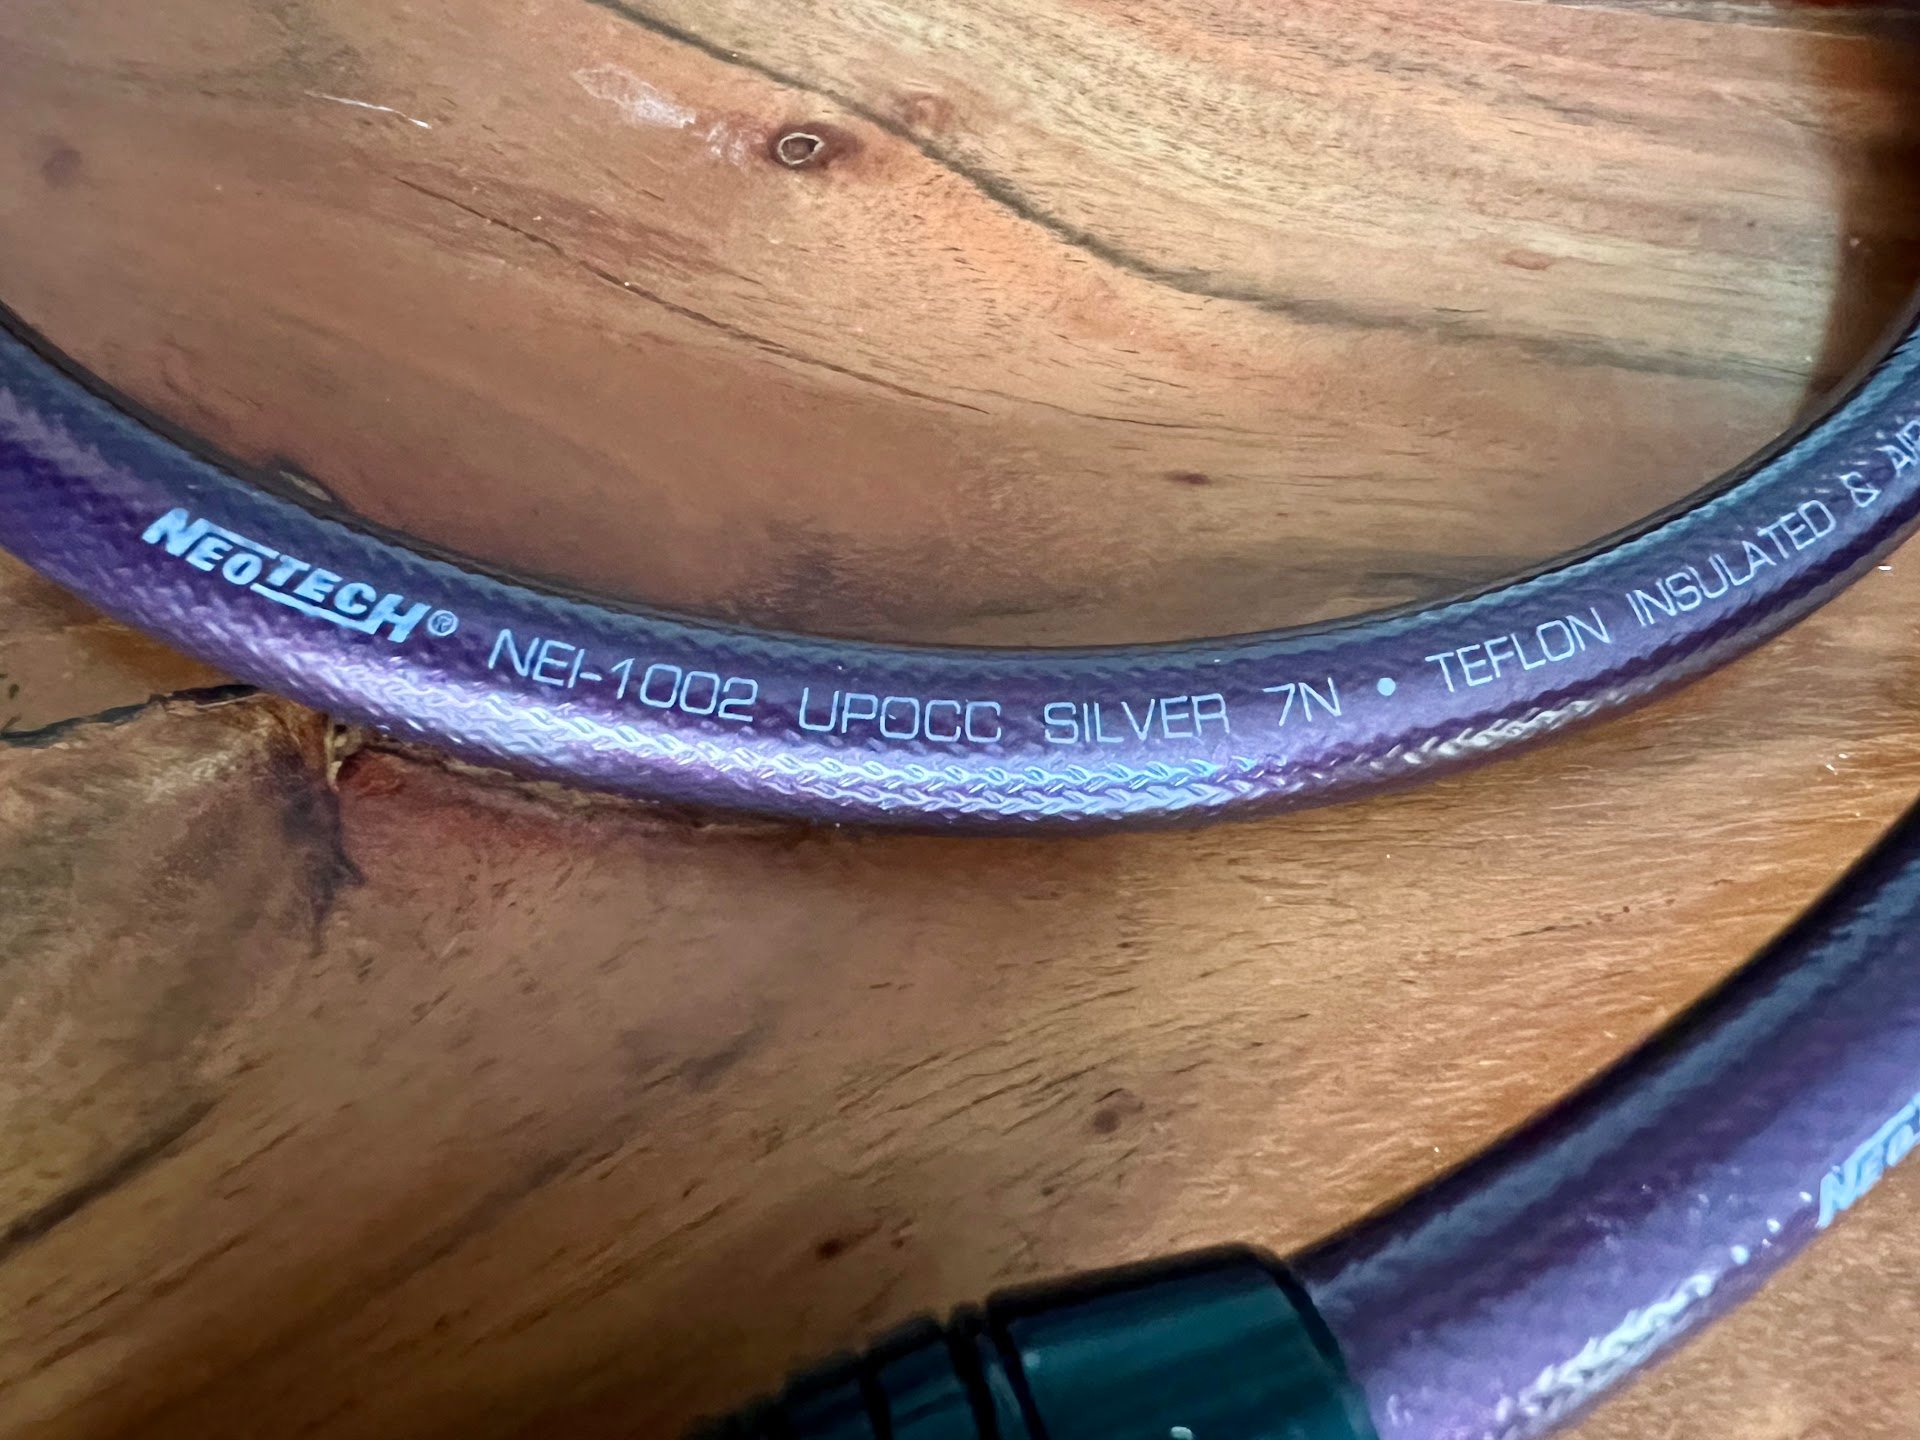 NEOTECH® NEI-1002 UPOCC SILVER 7N • TEFLON INSULATED &